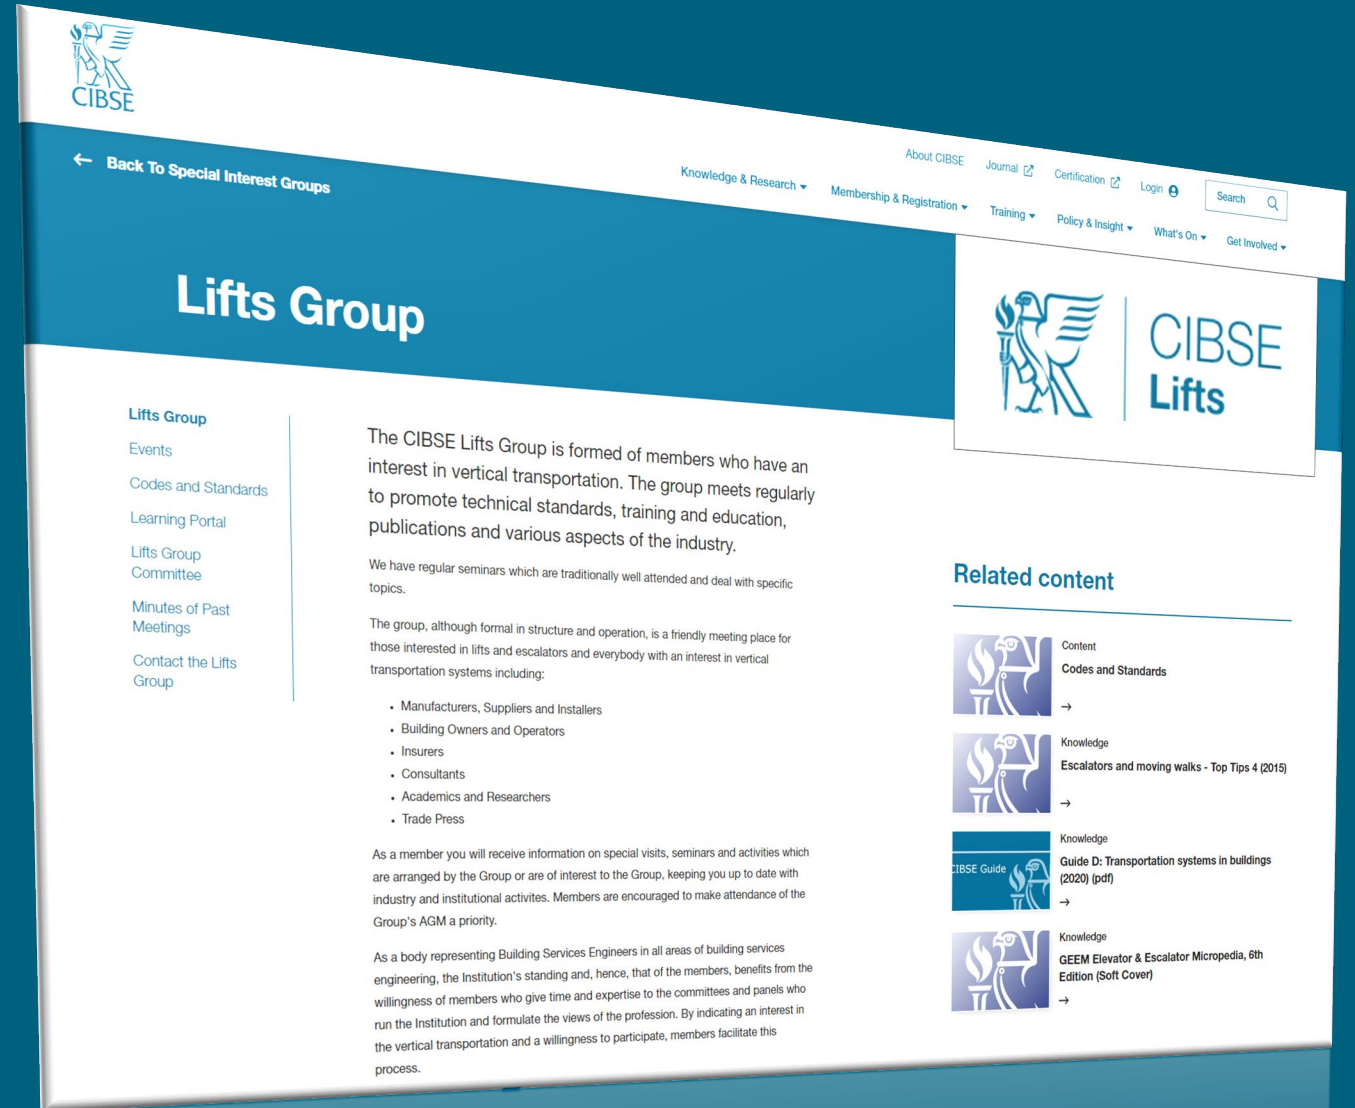 CIBSE
About CIBSE
Journal
Certification
Login
Search
Back To Special Interest Groups
Knowledge & Research
Membership & Registration
Training
Policy & Insight
What's On
Get Involved
Lifts Group
CIBSE
Lifts
Lifts Group
Events
Codes and Standards
Learning Portal
Lifts Group
Committee
Minutes of Past
Meetings
Contact the Lifts
Group
The CIBSE Lifts Group is formed of members who have an
interest in vertical transportation. The group meets regularly
to promote technical standards, training and education,
publications and various aspects of the industry.
We have regular seminars which are traditionally well attended and deal with specific
topics.
The group, although formal in structure and operation, is a friendly meeting place for
those interested in lifts and escalators and everybody with an interest in vertical
transportation systems including:
• Manufacturers, Suppliers and Installers
• Building Owners and Operators
• Insurers
• Consultants
• Academics and Researchers
• Trade Press
As a member you will receive information on special visits, seminars and activities which
are arranged by the Group or are of interest to the Group, keeping you up to date with
industry and institutional activites. Members are encouraged to make attendance of the
Group's AGM a priority.
As a body representing Building Services Engineers in all areas of building services
engineering, the Institution's standing and, hence, that of the members, benefits from the
willingness of members who give time and expertise to the committees and panels who
run the Institution and formulate the views of the profession. By indicating an interest in
the vertical transportation and a willingness to participate, members facilitate this
process.
Related content
Content
Codes and Standards
Knowledge
Escalators and moving walks - Top Tips 4 (2015)
CIBSE Guide
Knowledge
Guide D: Transportation systems in buildings
(2020) (pdf)
Knowledge
GEEM Elevator & Escalator Micropedia, 6th
Edition (Soft Cover)